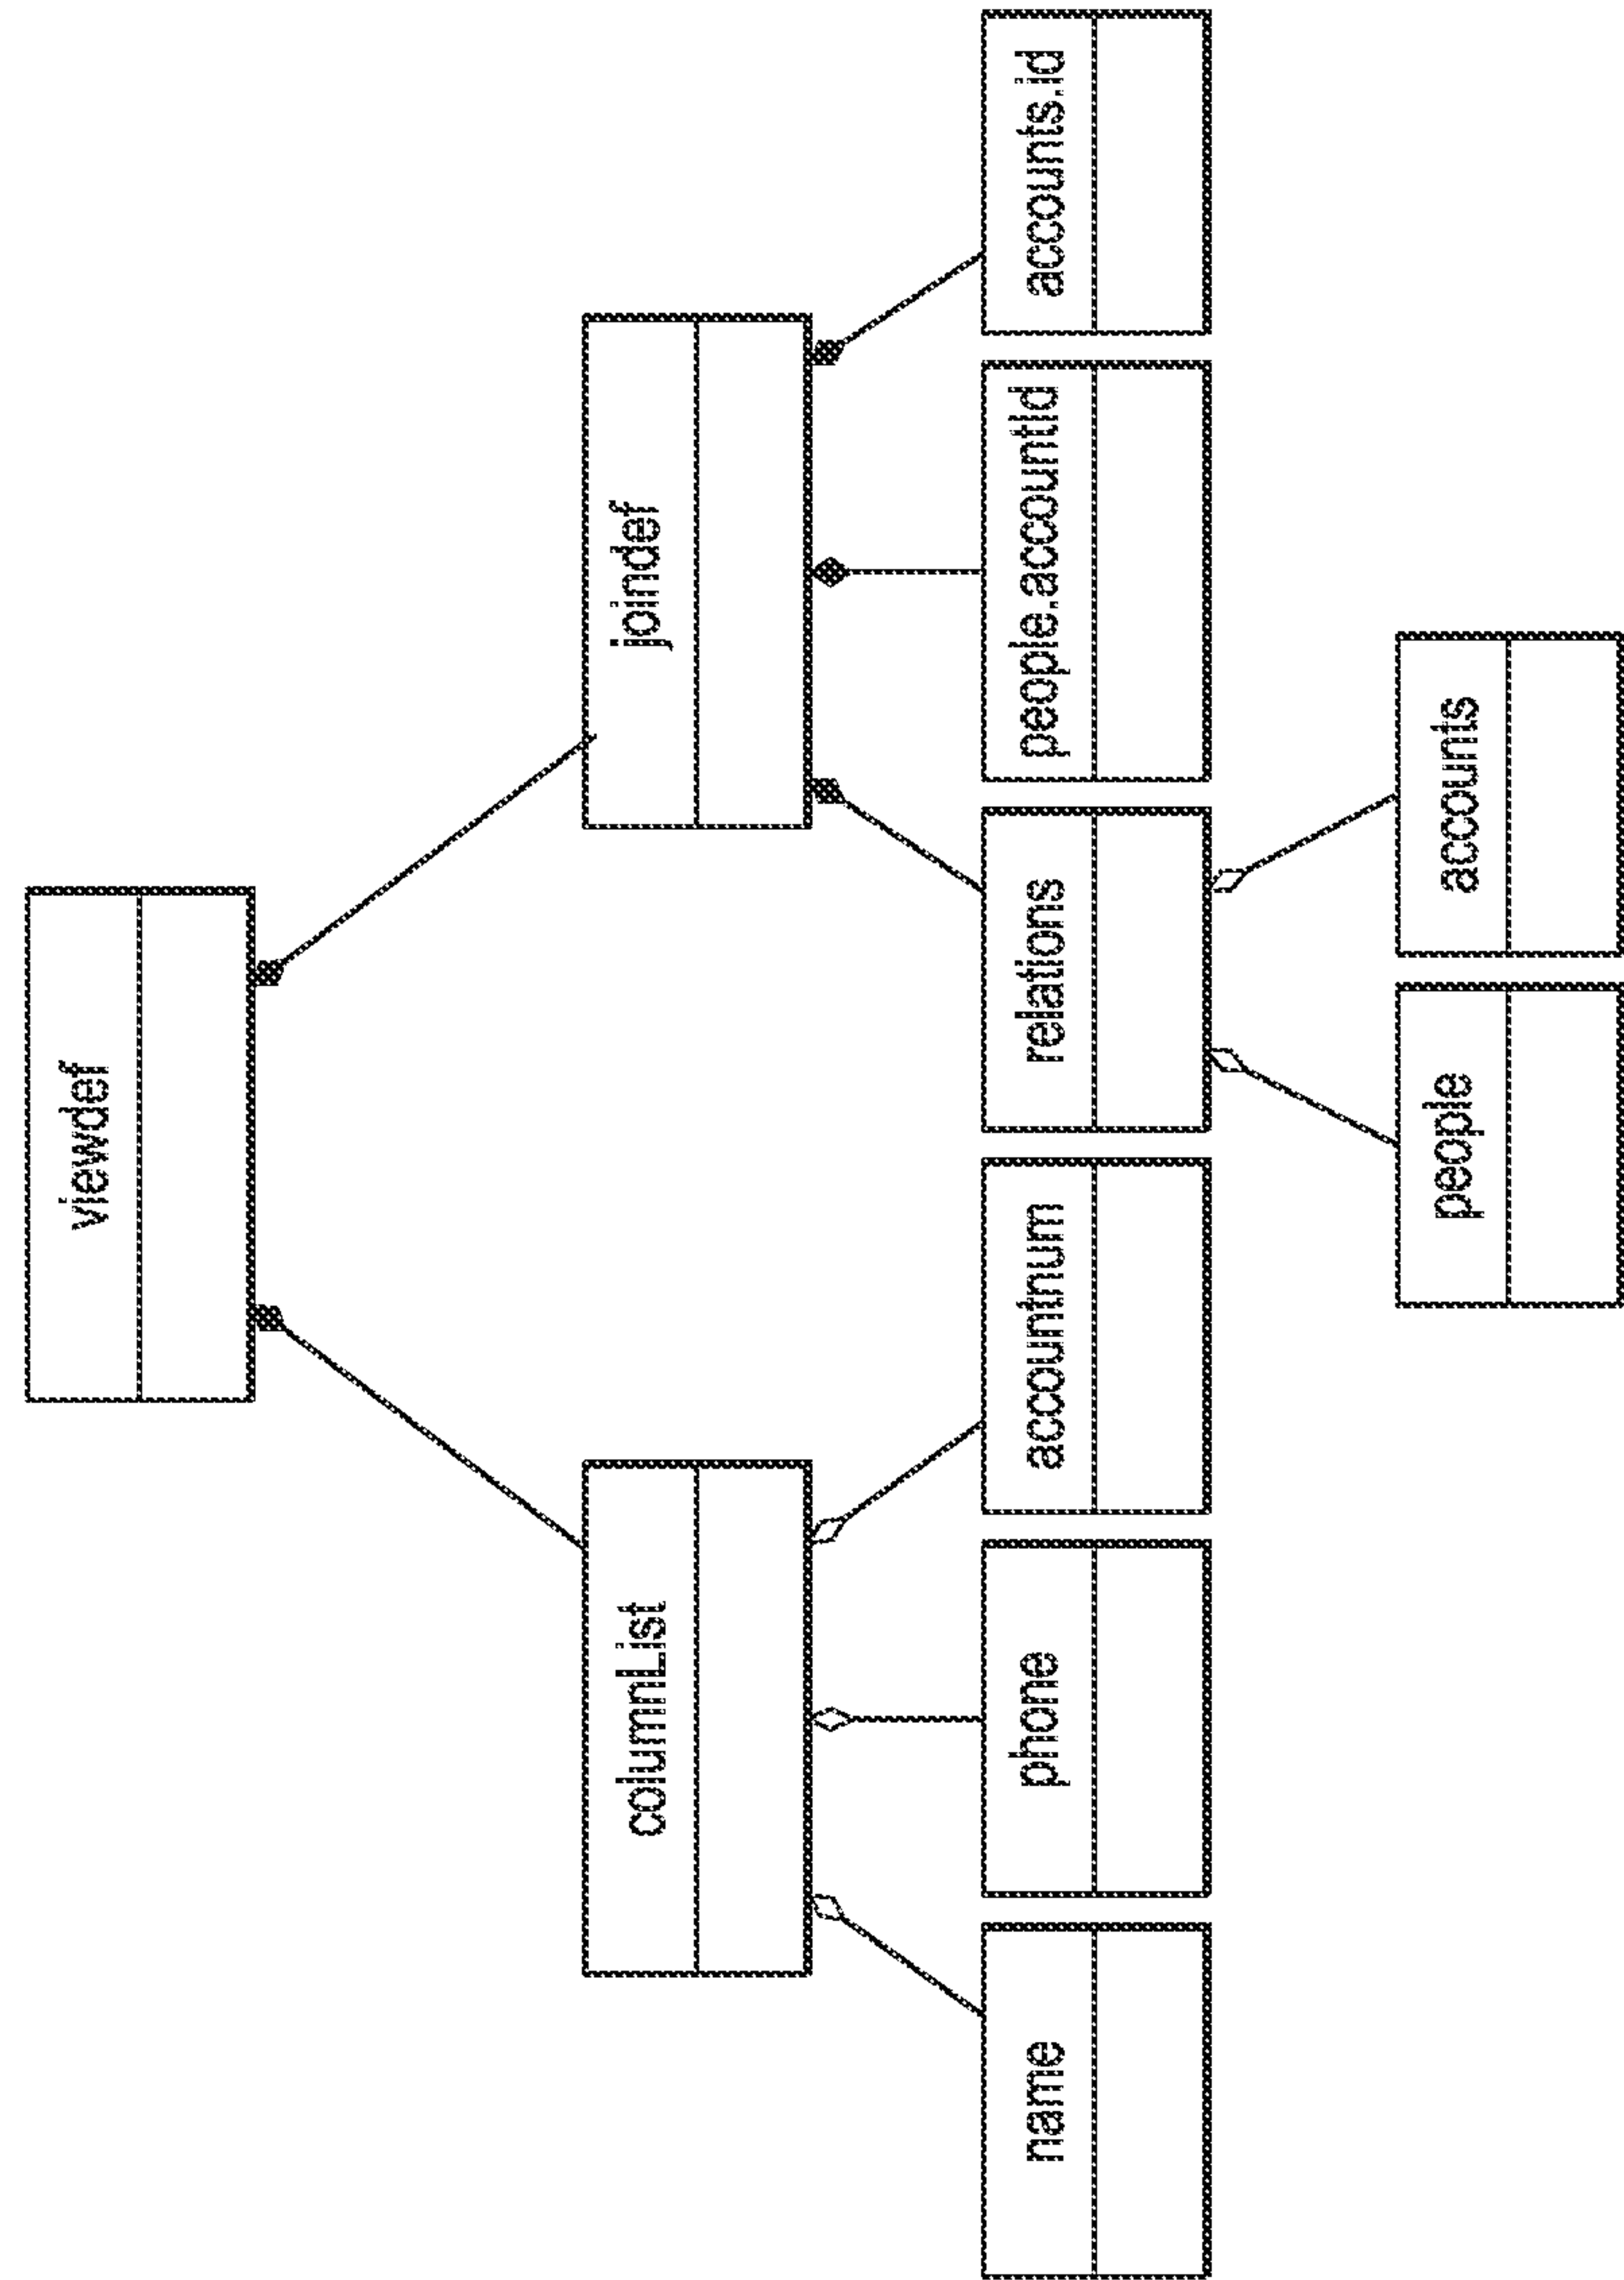 viewdef
columnList
joindef
name
phone
accountnum
relations
people.accountId
accounts.id
people
accounts